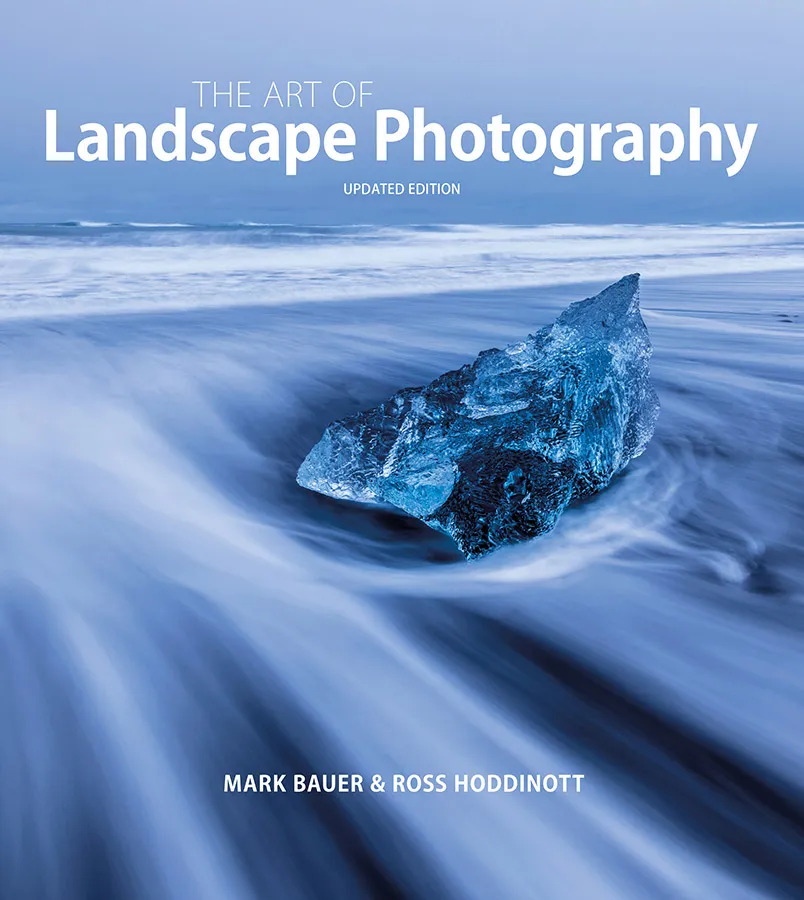 THE ART OF
Landscape Photography
UPDATED EDITION
MARK BAUER & ROSS HODDINOTT